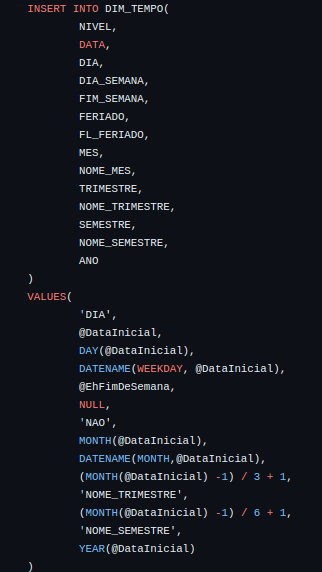 INSERT INTO DIM_TEMPO(
NIVEL,
DATA,
DIA,
DIA_SEMANA,
FIM_SEMANA,
FERIADO,
FL_FERIADO,
MES,
NOME_MES,
TRIMESTRE,
NOME_TRIMESTRE,
SEMESTRE,
NOME_SEMESTRE,
ANO
)
VALUES(
'DIA',
@DataInicial,
DAY(@DataInicial),
DATENAME(WEEKDAY, @DataInicial),
@EhFimDeSemana,
NULL,
'NAO',
MONTH(@DataInicial),
DATENAME(MONTH,@DataInicial),
(MONTH(@DataInicial) -1) / 3 + 1,
'NOME_TRIMESTRE',
(MONTH(@DataInicial) -1) / 6 + 1,
'NOME_SEMESTRE',
YEAR(@DataInicial)
)